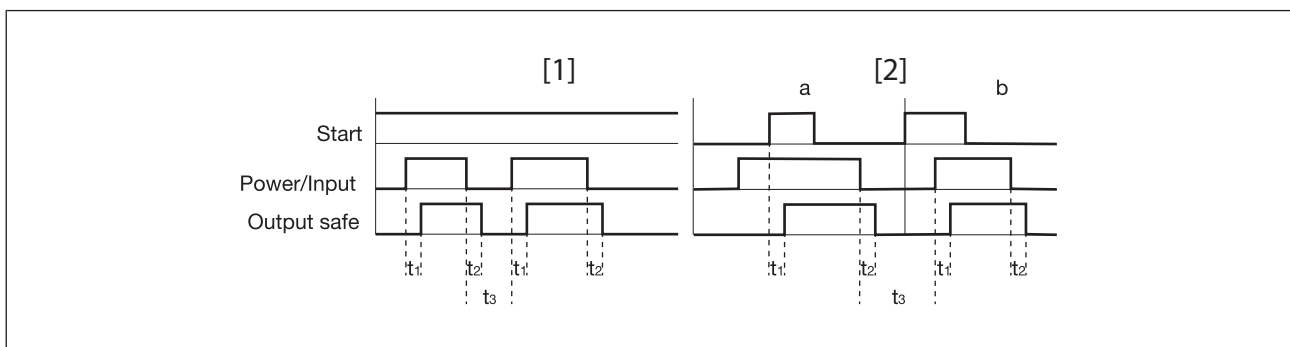 [1] [2]
a b
Start
Power/Input
Output safe
t1 t2 t1 t2 t1 t2 t1 t2
t3 t3